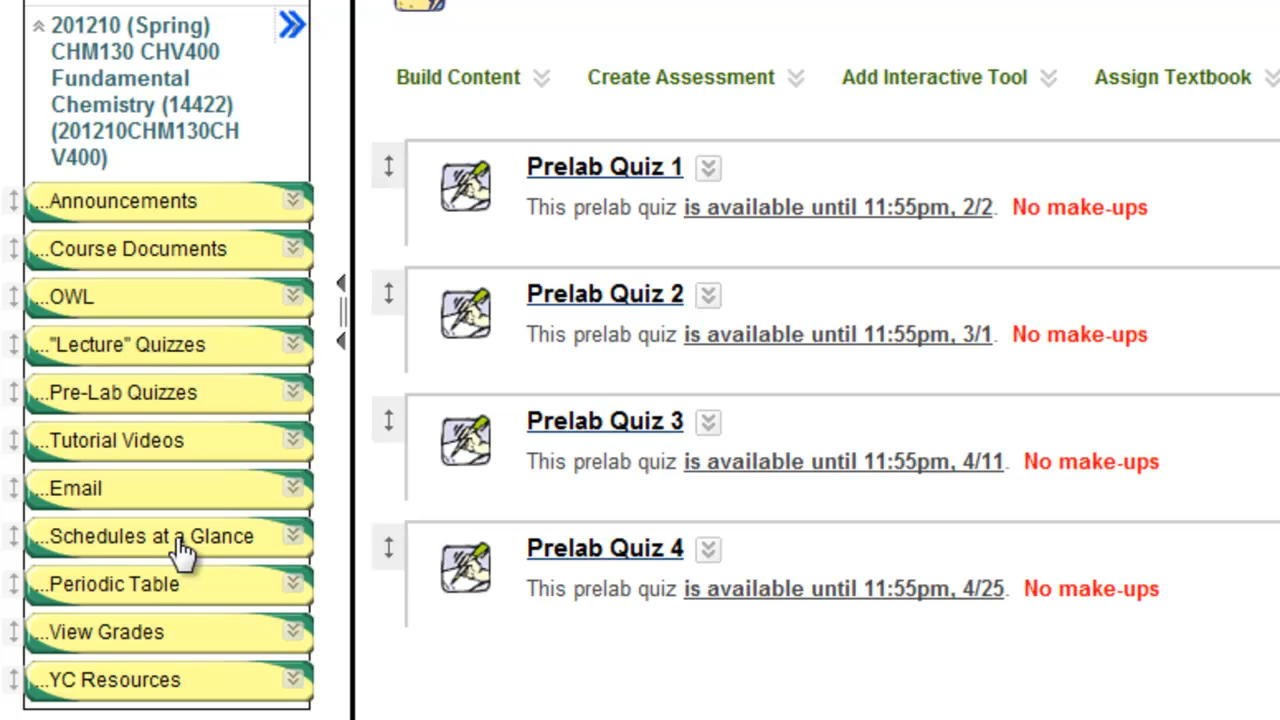 201210 (Spring)
CHM130 CHV400
Fundamental
Chemistry (14422)
(201210CHM130CH
V400)
...Announcements
...Course Documents
...OWL
..."Lecture" Quizzes
...Pre-Lab Quizzes
...Tutorial Videos
...Email
...Schedules at a Glance
...Periodic Table
...View Grades
...YC Resources
Build Content Create Assessment Add Interactive Tool Assign Textbook
Prelab Quiz 1
This prelab quiz is available until 11:55pm, 2/2. No make-ups
Prelab Quiz 2
This prelab quiz is available until 11:55pm, 3/1. No make-ups
Prelab Quiz 3
This prelab quiz is available until 11:55pm, 4/11. No make-ups
Prelab Quiz 4
This prelab quiz is available until 11:55pm, 4/25. No make-ups